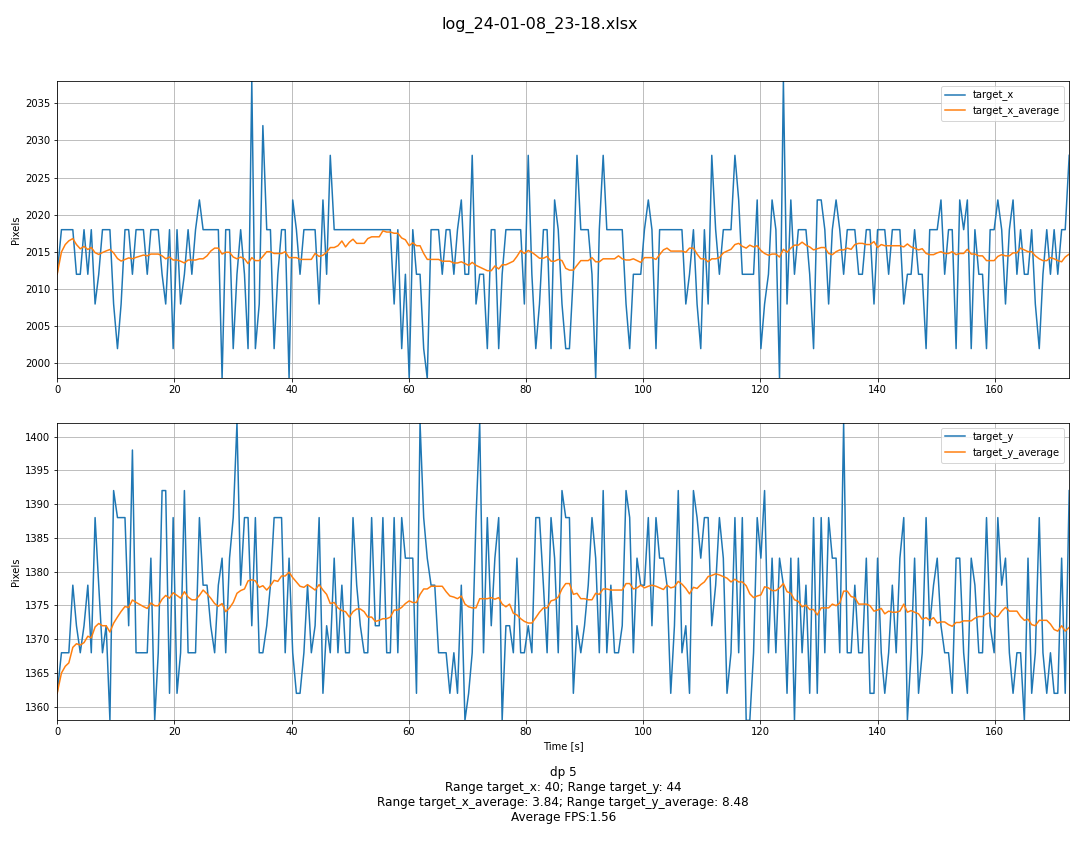 log_24-01-08_23-18.xlsx
target_x
target_x_average
Pixels
2035
2030
2025
2020
2015
2010
2005
2000
0 20 40 60 80 100 120 140 160
target_y
target_y_average
Pixels
1400
1395
1390
1385
1380
1375
1370
1365
1360
0 20 40 60 80 100 120 140 160
Time [s]
dp 5
Range target_x: 40; Range target_y: 44
Range target_x_average: 3.84; Range target_y_average: 8.48
Average FPS:1.56